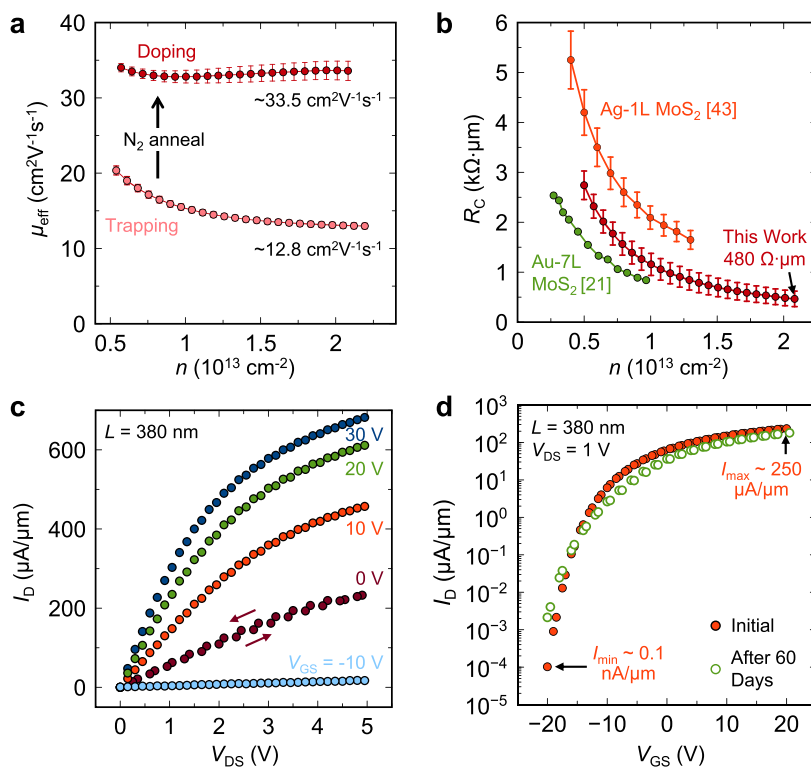 a
40
35
30
25
20
15
10
5
0
μeff (cm²V⁻¹s⁻¹)
Doping
~33.5 cm²V⁻¹s⁻¹
N₂ anneal
Trapping
~12.8 cm²V⁻¹s⁻¹
0.5 1 1.5 2
n (10¹³ cm⁻²)
b
6
5
4
3
2
1
0
R_C (kΩ·μm)
Ag-1L MoS₂ [43]
This Work
480 Ω·μm
Au-7L
MoS₂ [21]
0 0.5 1 1.5 2
n (10¹³ cm⁻²)
c
L = 380 nm
600
400
200
0
I_D (μA/μm)
30 V
20 V
10 V
0 V
V_GS = -10 V
0 1 2 3 4 5
V_DS (V)
d
L = 380 nm
V_DS = 1 V
10³
10²
10¹
10⁰
10⁻¹
10⁻²
10⁻³
10⁻⁴
10⁻⁵
I_D (μA/μm)
I_max ~ 250
μA/μm
I_min ~ 0.1
nA/μm
Initial
After 60
Days
−20 −10 0 10 20
V_GS (V)